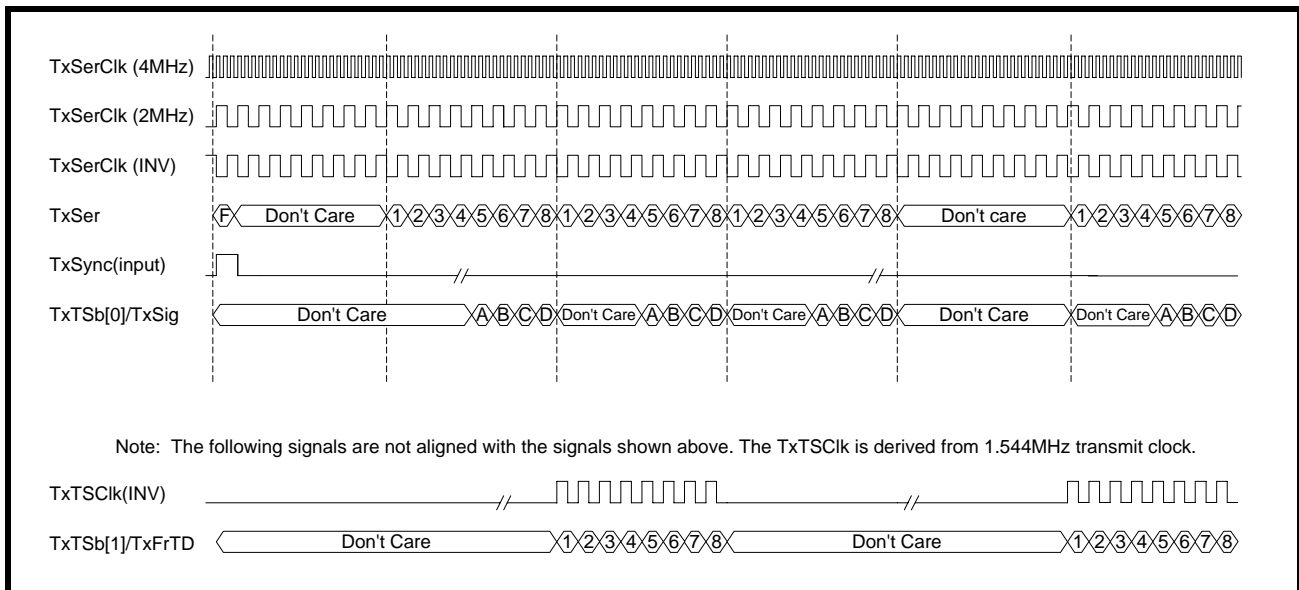 TxSerClk (4MHz)
TxSerClk (2MHz)
TxSerClk (INV)
TxSer F Don't Care 1 2 3 4 5 6 7 8 1 2 3 4 5 6 7 8 1 2 3 4 5 6 7 8 Don't care 1 2 3 4 5 6 7 8
TxSync(input)
TxTSb[0]/TxSig Don't Care A B C D Don't Care A B C D Don't Care A B C D Don't Care Don't Care A B C D
Note: The following signals are not aligned with the signals shown above. The TxTSClk is derived from 1.544MHz transmit clock.
TxTSClk(INV)
TxTSb[1]/TxFrTD Don't Care 1 2 3 4 5 6 7 8 Don't Care 1 2 3 4 5 6 7 8